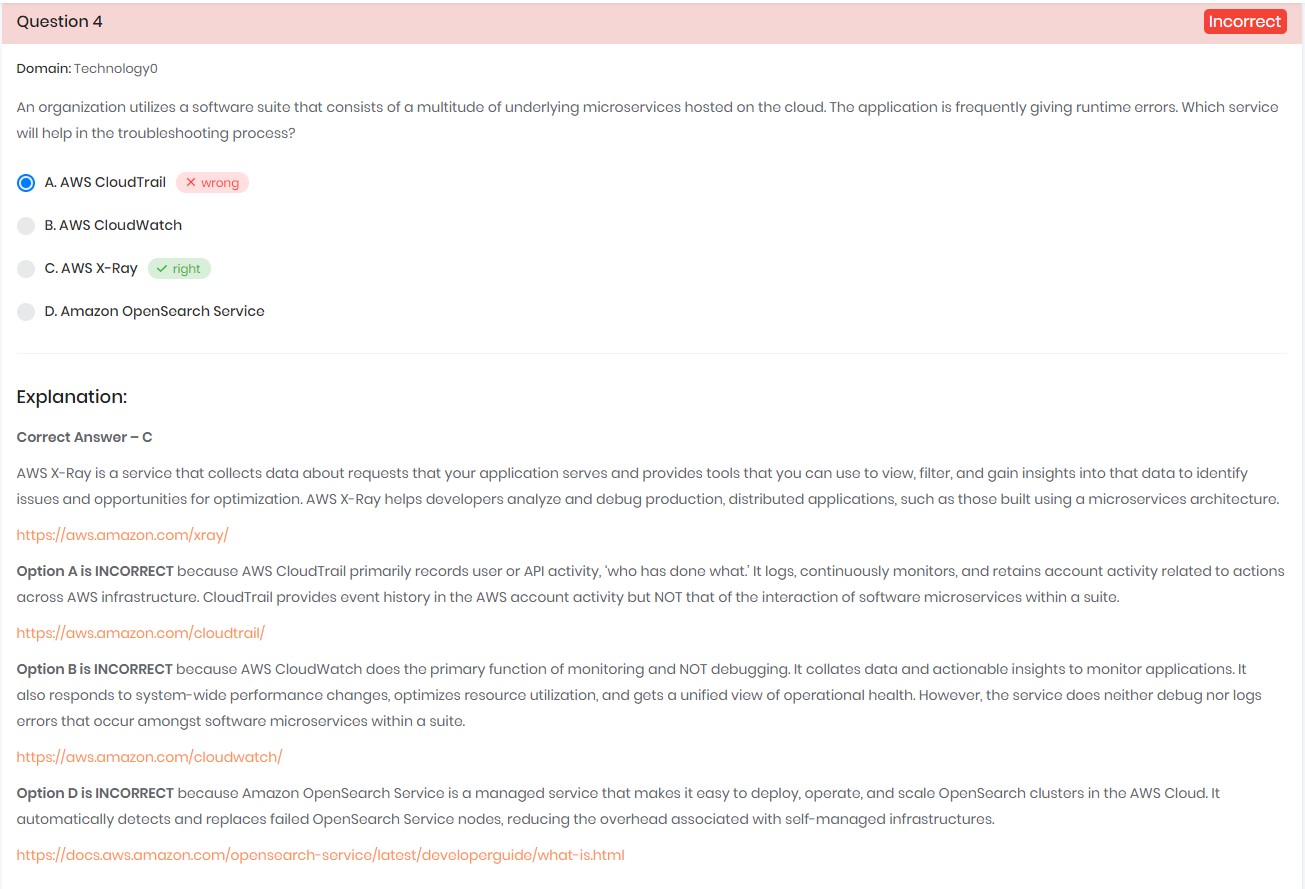 Question 4
Incorrect
Domain: Technology0
An organization utilizes a software suite that consists of a multitude of underlying microservices hosted on the cloud. The application is frequently giving runtime errors. Which service
will help in the troubleshooting process?
A. AWS CloudTrail ✕ wrong
B. AWS CloudWatch
C. AWS X-Ray ✓ right
D. Amazon OpenSearch Service
Explanation:
Correct Answer – C
AWS X-Ray is a service that collects data about requests that your application serves and provides tools that you can use to view, filter, and gain insights into that data to identify
issues and opportunities for optimization. AWS X-Ray helps developers analyze and debug production, distributed applications, such as those built using a microservices architecture.
https://aws.amazon.com/xray/
Option A is INCORRECT because AWS CloudTrail primarily records user or API activity, ‘who has done what.’ It logs, continuously monitors, and retains account activity related to actions
across AWS infrastructure. CloudTrail provides event history in the AWS account activity but NOT that of the interaction of software microservices within a suite.
https://aws.amazon.com/cloudtrail/
Option B is INCORRECT because AWS CloudWatch does the primary function of monitoring and NOT debugging. It collates data and actionable insights to monitor applications. It
also responds to system-wide performance changes, optimizes resource utilization, and gets a unified view of operational health. However, the service does neither debug nor logs
errors that occur amongst software microservices within a suite.
https://aws.amazon.com/cloudwatch/
Option D is INCORRECT because Amazon OpenSearch Service is a managed service that makes it easy to deploy, operate, and scale OpenSearch clusters in the AWS Cloud. It
automatically detects and replaces failed OpenSearch Service nodes, reducing the overhead associated with self-managed infrastructures.
https://docs.aws.amazon.com/opensearch-service/latest/developerguide/what-is.html